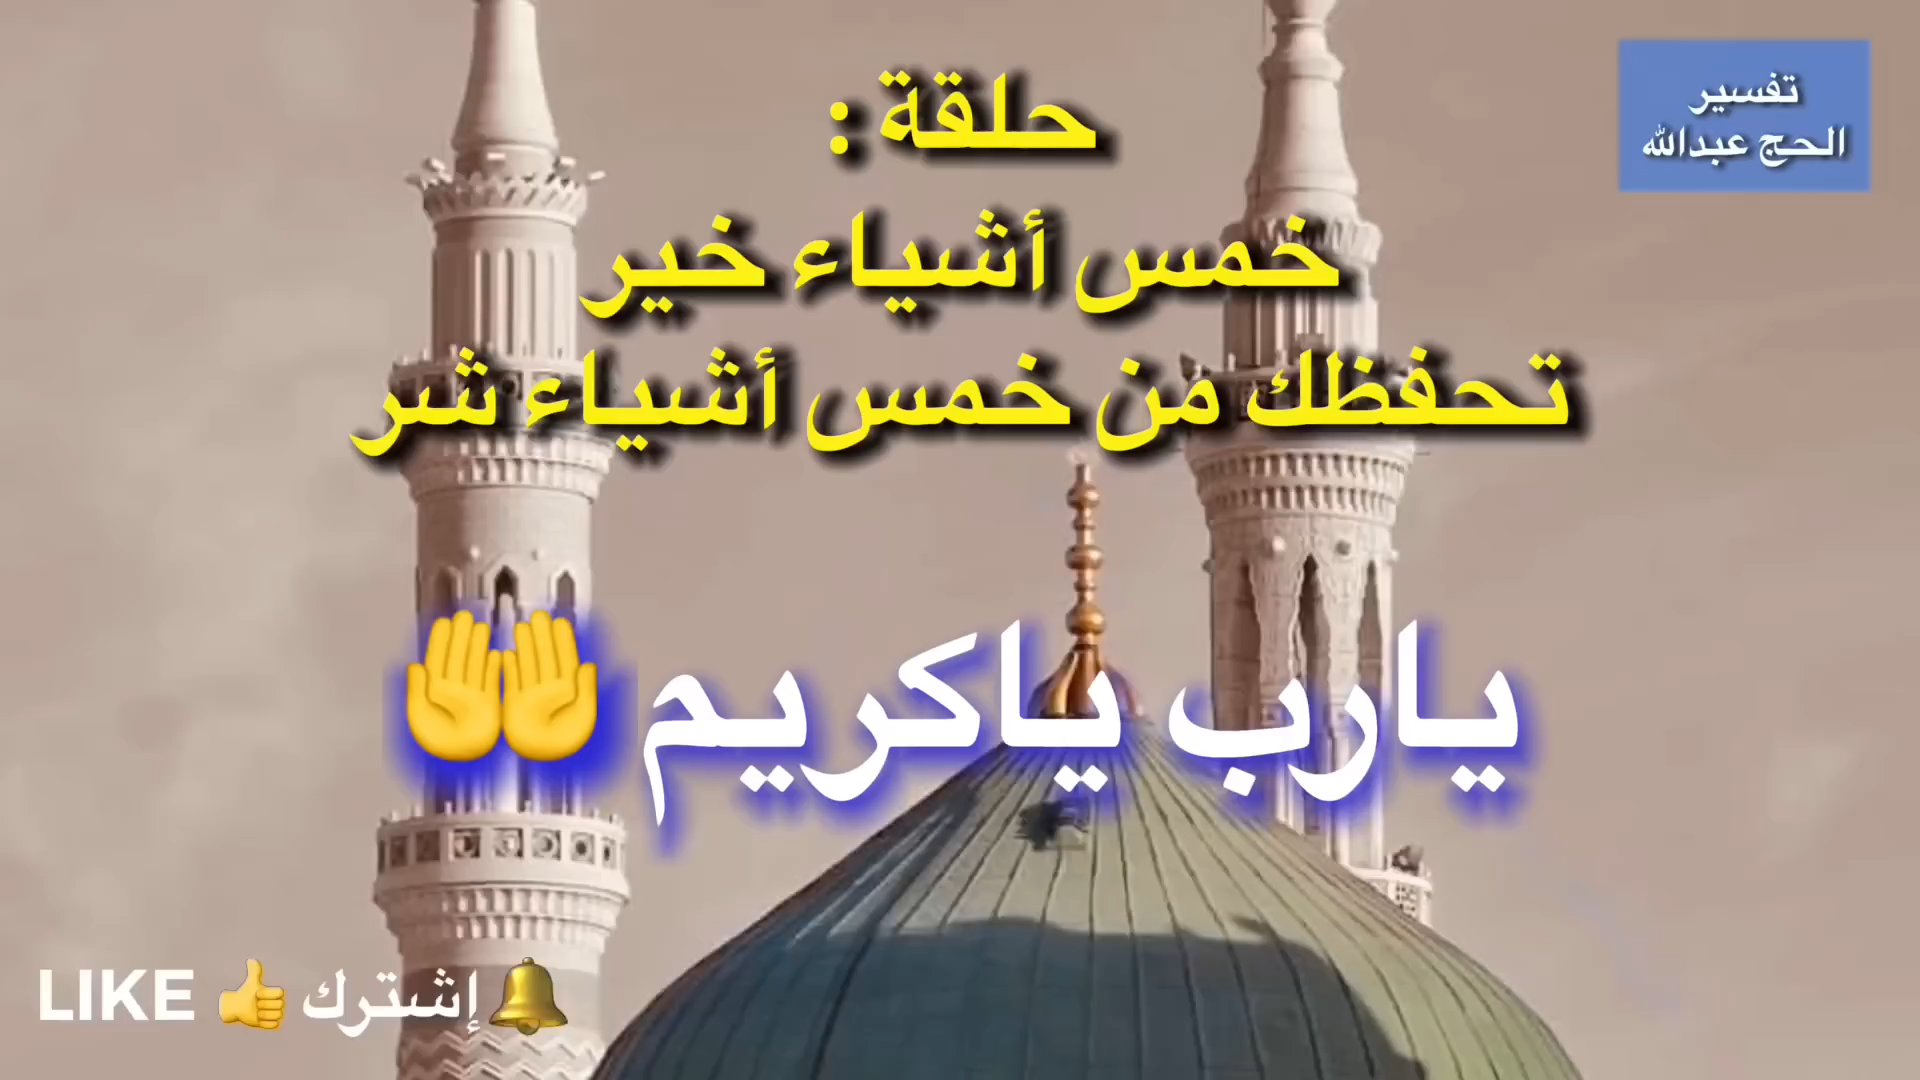 حلقة :
خمس أشياء خير
تحفظك من خمس أشياء شر
تفسير
الحج عبدالله
يارب ياكريم🤲
LIKE 👍 إشترك🔔